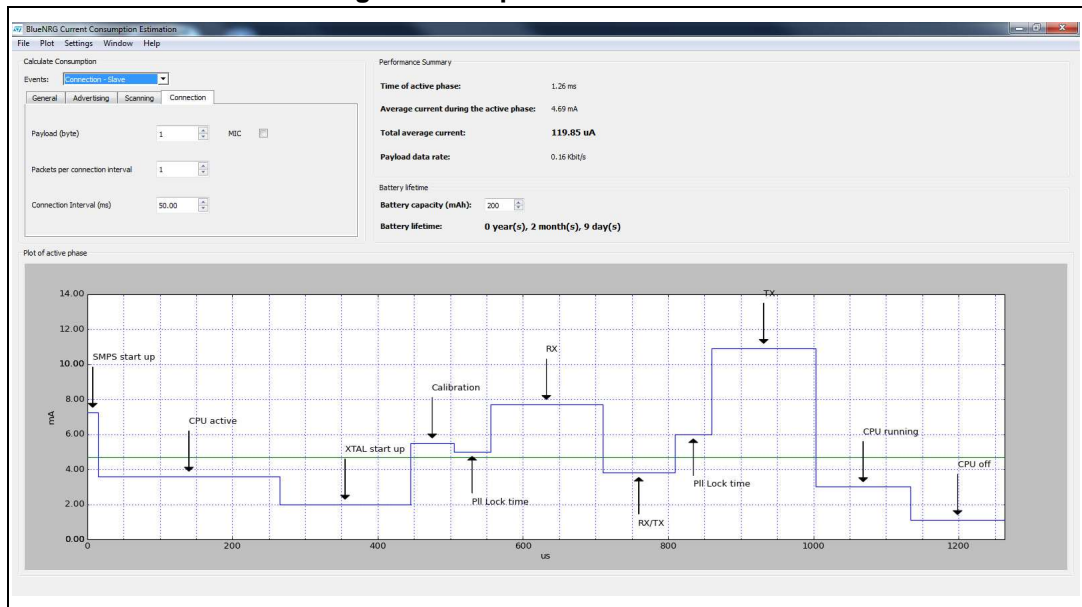 BlueNRG Current Consumption Estimation
File Plot Settings Window Help
Calculate Consumption
Events: Connection - Slave
General Advertising Scanning Connection
Payload (byte) 1 MIC
Packets per connection interval 1
Connection Interval (ms) 50.00
Performance Summary
Time of active phase: 1.26 ms
Average current during the active phase: 4.69 mA
Total average current: 119.85 uA
Payload data rate: 0.16 Kbit/s
Battery lifetime
Battery capacity (mAh): 200
Battery lifetime: 0 year(s), 2 month(s), 9 day(s)
Plot of active phase
14.00
12.00
10.00
8.00
6.00
4.00
2.00
0.00
mA
SMPS start up
CPU active
XTAL start up
Calibration
Pll Lock time
RX
RX/TX
Pll Lock time
TX
CPU running
CPU off
0 200 400 600 800 1000 1200
us